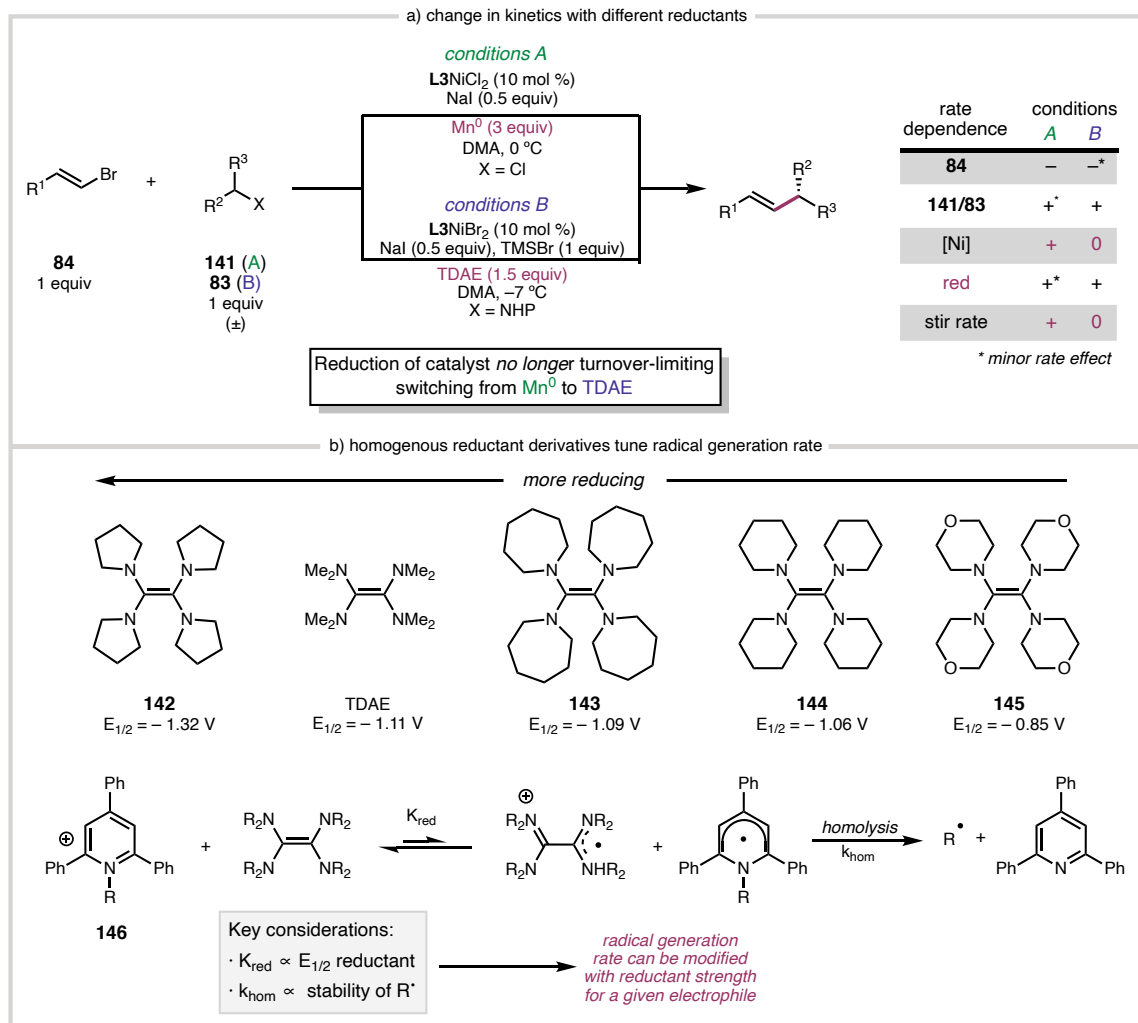 a) change in kinetics with different reductants
conditions A
L3NiCl2 (10 mol %)
NaI (0.5 equiv)
Mn0 (3 equiv)
DMA, 0 ºC
X = Cl
conditions B
L3NiBr2 (10 mol %)
NaI (0.5 equiv), TMSBr (1 equiv)
TDAE (1.5 equiv)
DMA, –7 ºC
X = NHP
R1
Br
+
R3
R2
X
R2
R1
R3
84
1 equiv
141 (A)
83 (B)
1 equiv
(±)
rate
dependence
conditions
A B
84 – –*
141/83 +* +
[Ni] + 0
red +* +
stir rate + 0
* minor rate effect
Reduction of catalyst no longer turnover-limiting
switching from Mn0 to TDAE
b) homogenous reductant derivatives tune radical generation rate
more reducing
N N
N N
Me2N NMe2
Me2N NMe2
N N
N N
N N
N N
O O
N N
N N
O O
142
E1/2 = – 1.32 V
TDAE
E1/2 = – 1.11 V
143
E1/2 = – 1.09 V
144
E1/2 = – 1.06 V
145
E1/2 = – 0.85 V
Ph
+
Ph N Ph
R
146
+
R2N NR2
R2N NR2
Kred
+
R2N NR2
R2N NHR2
+
Ph
Ph N Ph
R
homolysis
khom
R•
+
Ph
Ph N Ph
Key considerations:
· Kred ∝ E1/2 reductant
· khom ∝ stability of R•
radical generation
rate can be modified
with reductant strength
for a given electrophile